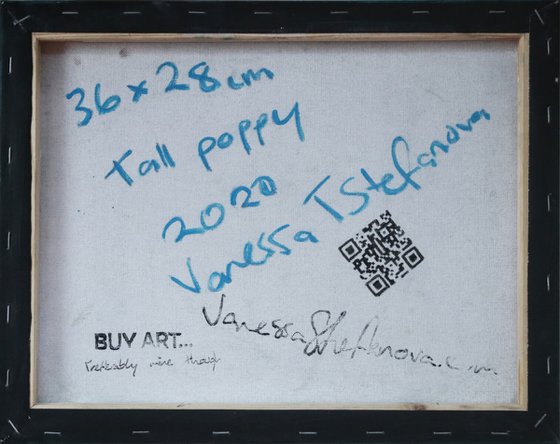 36 x 28 cm
Tall poppy
2020
Vanessa TStefanova
VanessaStefanova.com
BUY ART...
Preferably mine though